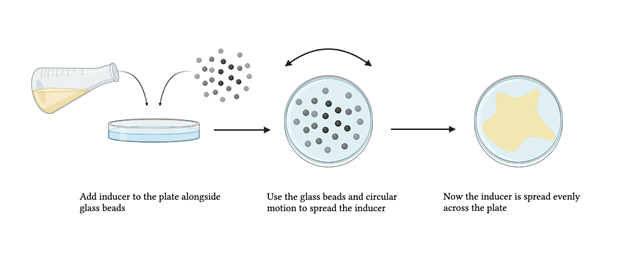 Add inducer to the plate alongside
glass beads
Use the glass beads and circular
motion to spread the inducer
Now the inducer is spread evenly
across the plate